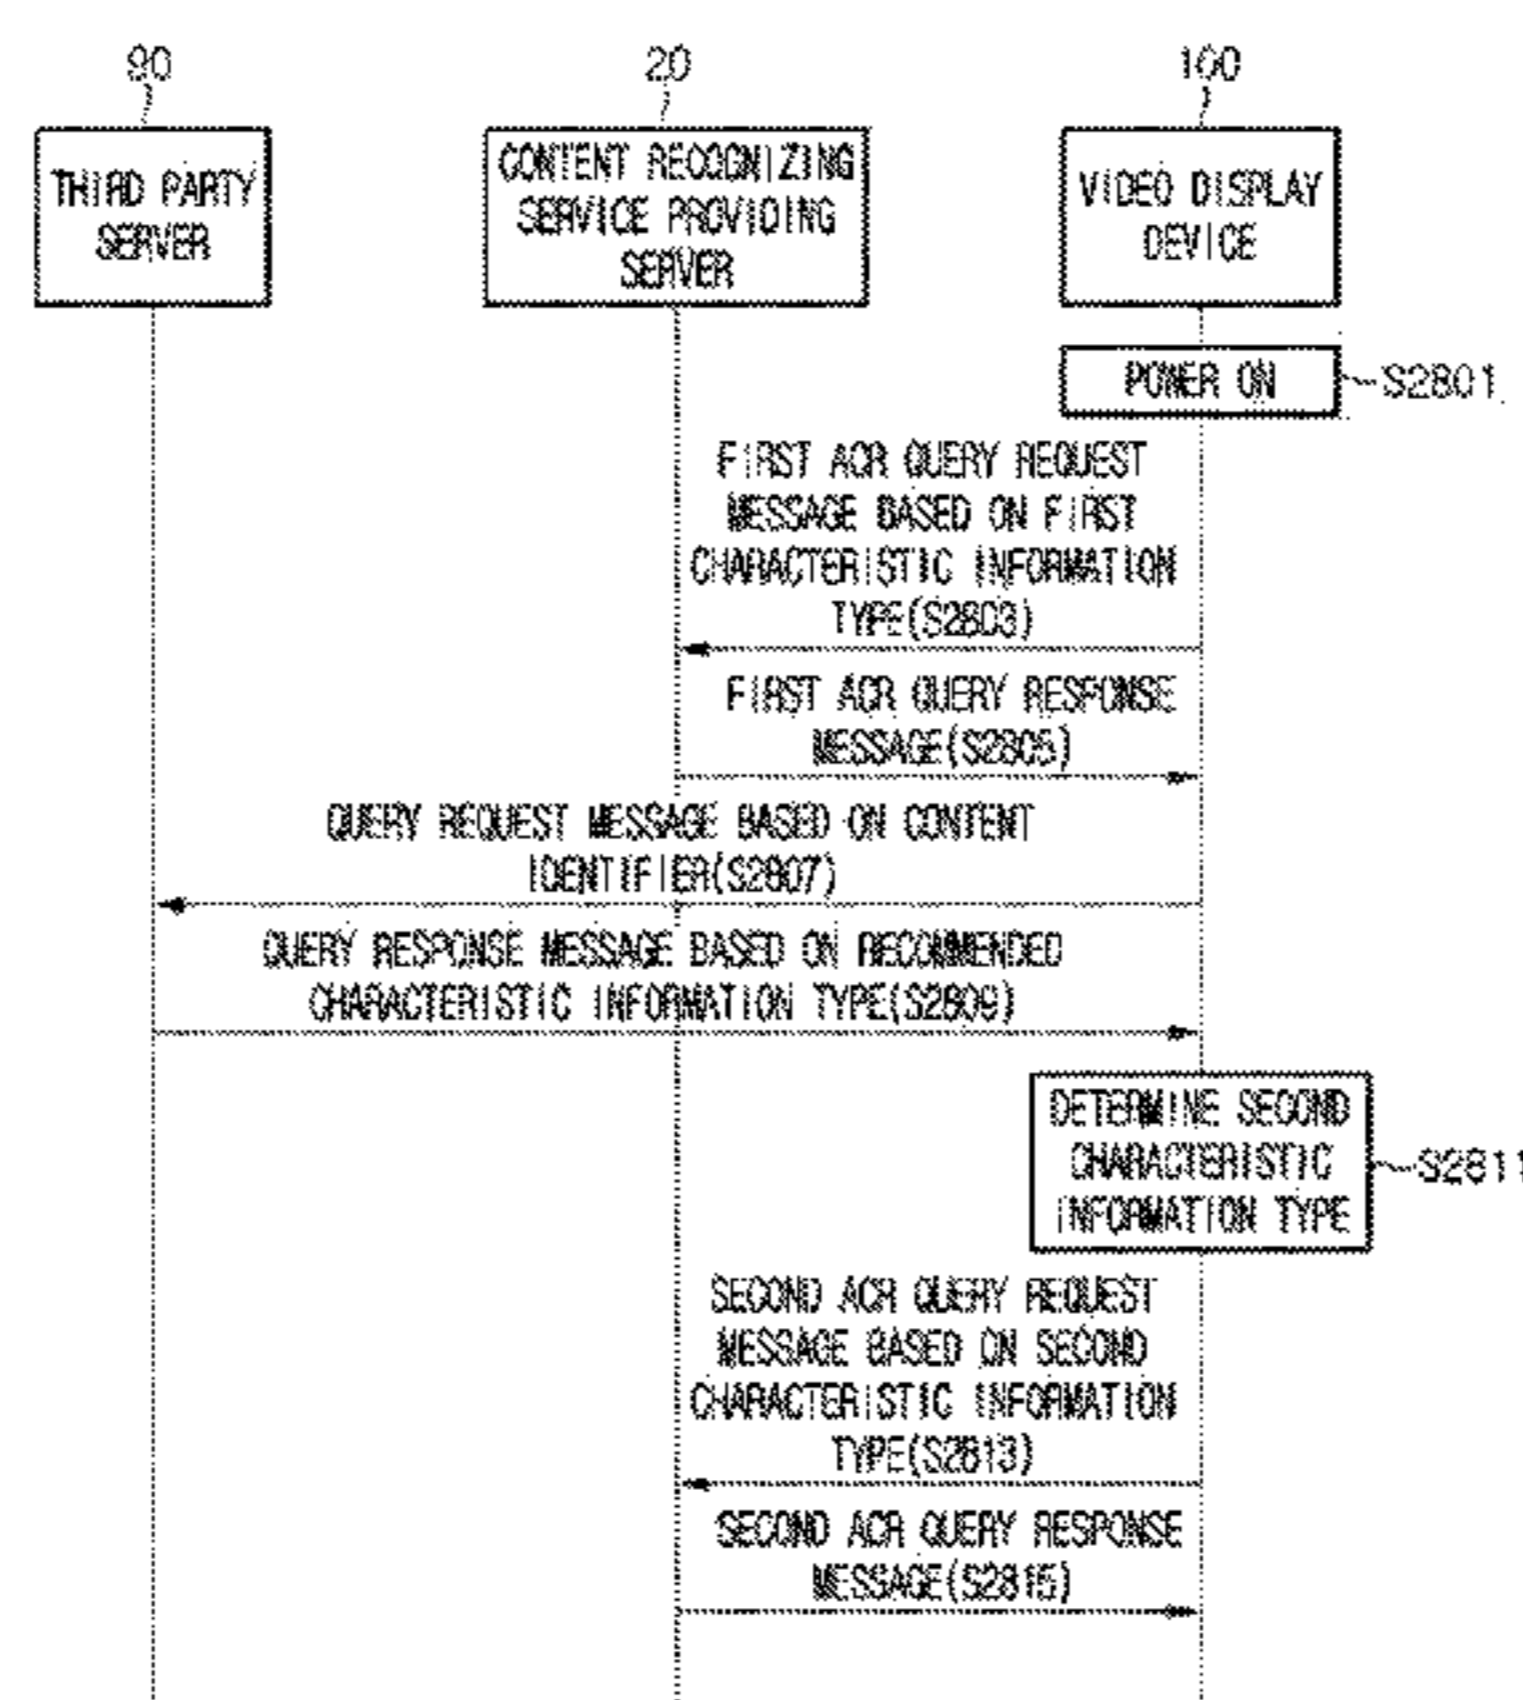 90
20
100
THIRD PARTY
SERVER
CONTENT RECOGNIZING
SERVICE PROVIDING
SERVER
VIDEO DISPLAY
DEVICE
POWER ON
S2801
FIRST ACR QUERY REQUEST
MESSAGE BASED ON FIRST
CHARACTERISTIC INFORMATION
TYPE(S2803)
FIRST ACR QUERY RESPONSE
MESSAGE(S2805)
QUERY REQUEST MESSAGE BASED ON CONTENT
IDENTIFIER(S2807)
QUERY RESPONSE MESSAGE BASED ON RECOMMENDED
CHARACTERISTIC INFORMATION TYPE(S2809)
DETERMINE SECOND
CHARACTERISTIC
INFORMATION TYPE
S2811
SECOND ACR QUERY REQUEST
MESSAGE BASED ON SECOND
CHARACTERISTIC INFORMATION
TYPE(S2813)
SECOND ACR QUERY RESPONSE
MESSAGE(S2815)